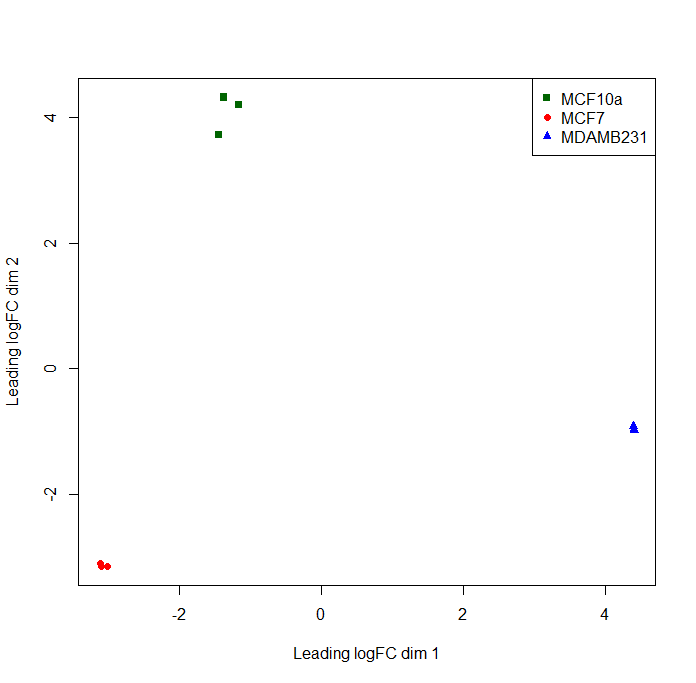 MCF10a
MCF7
MDAMB231
4
2
0
-2
Leading logFC dim 2
-2
0
2
4
Leading logFC dim 1